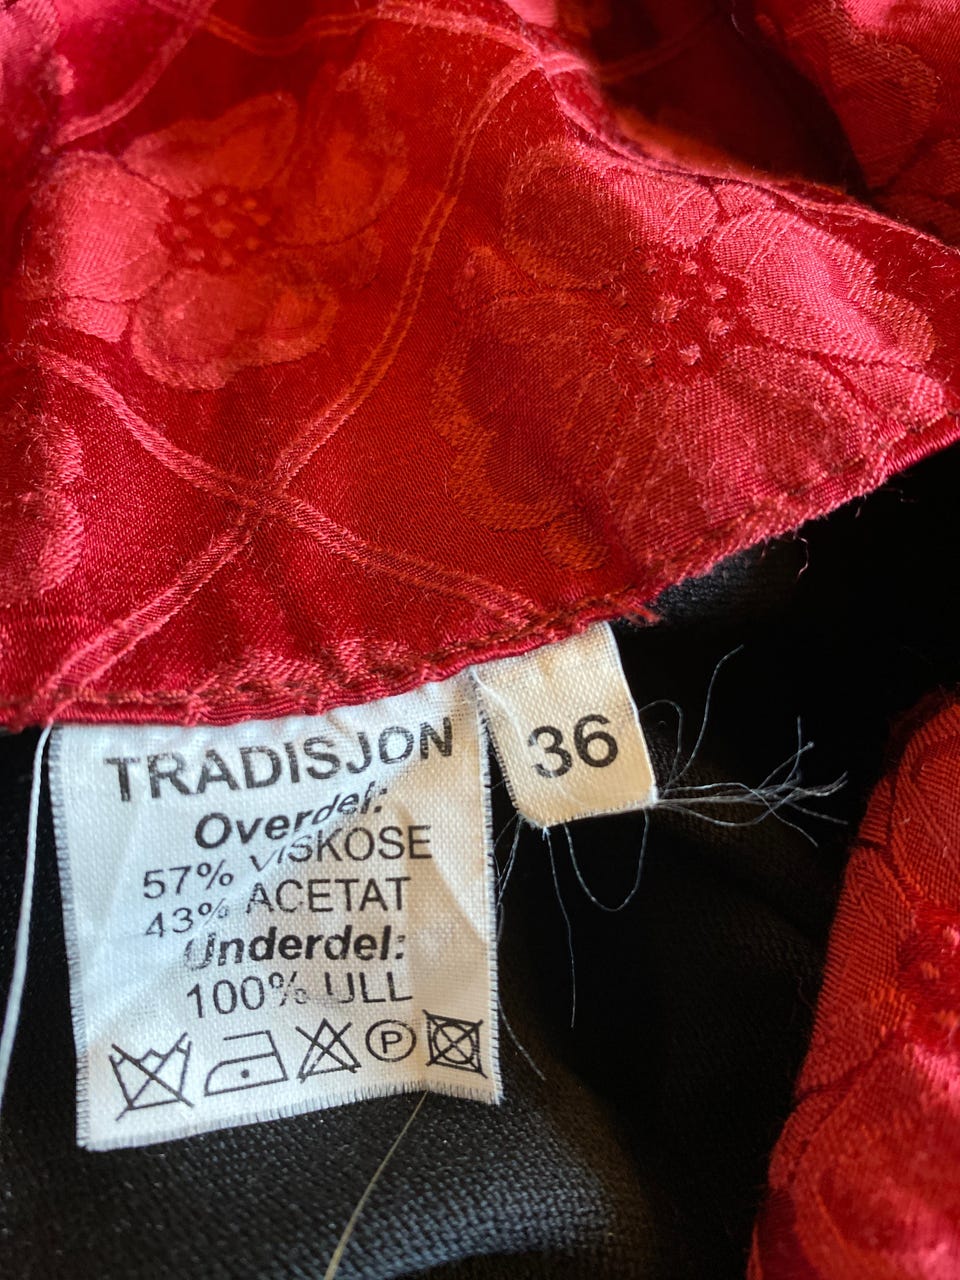 TRADISJON
36
Overdel:
57% VISKOSE
43% ACETAT
Underdel:
100% ULL
P